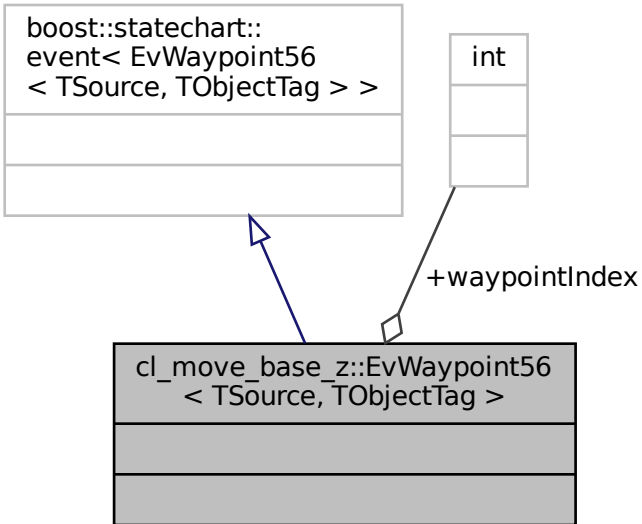 boost::statechart::
event< EvWaypoint56
< TSource, TObjectTag > >
int
+waypointIndex
cl_move_base_z::EvWaypoint56
< TSource, TObjectTag >